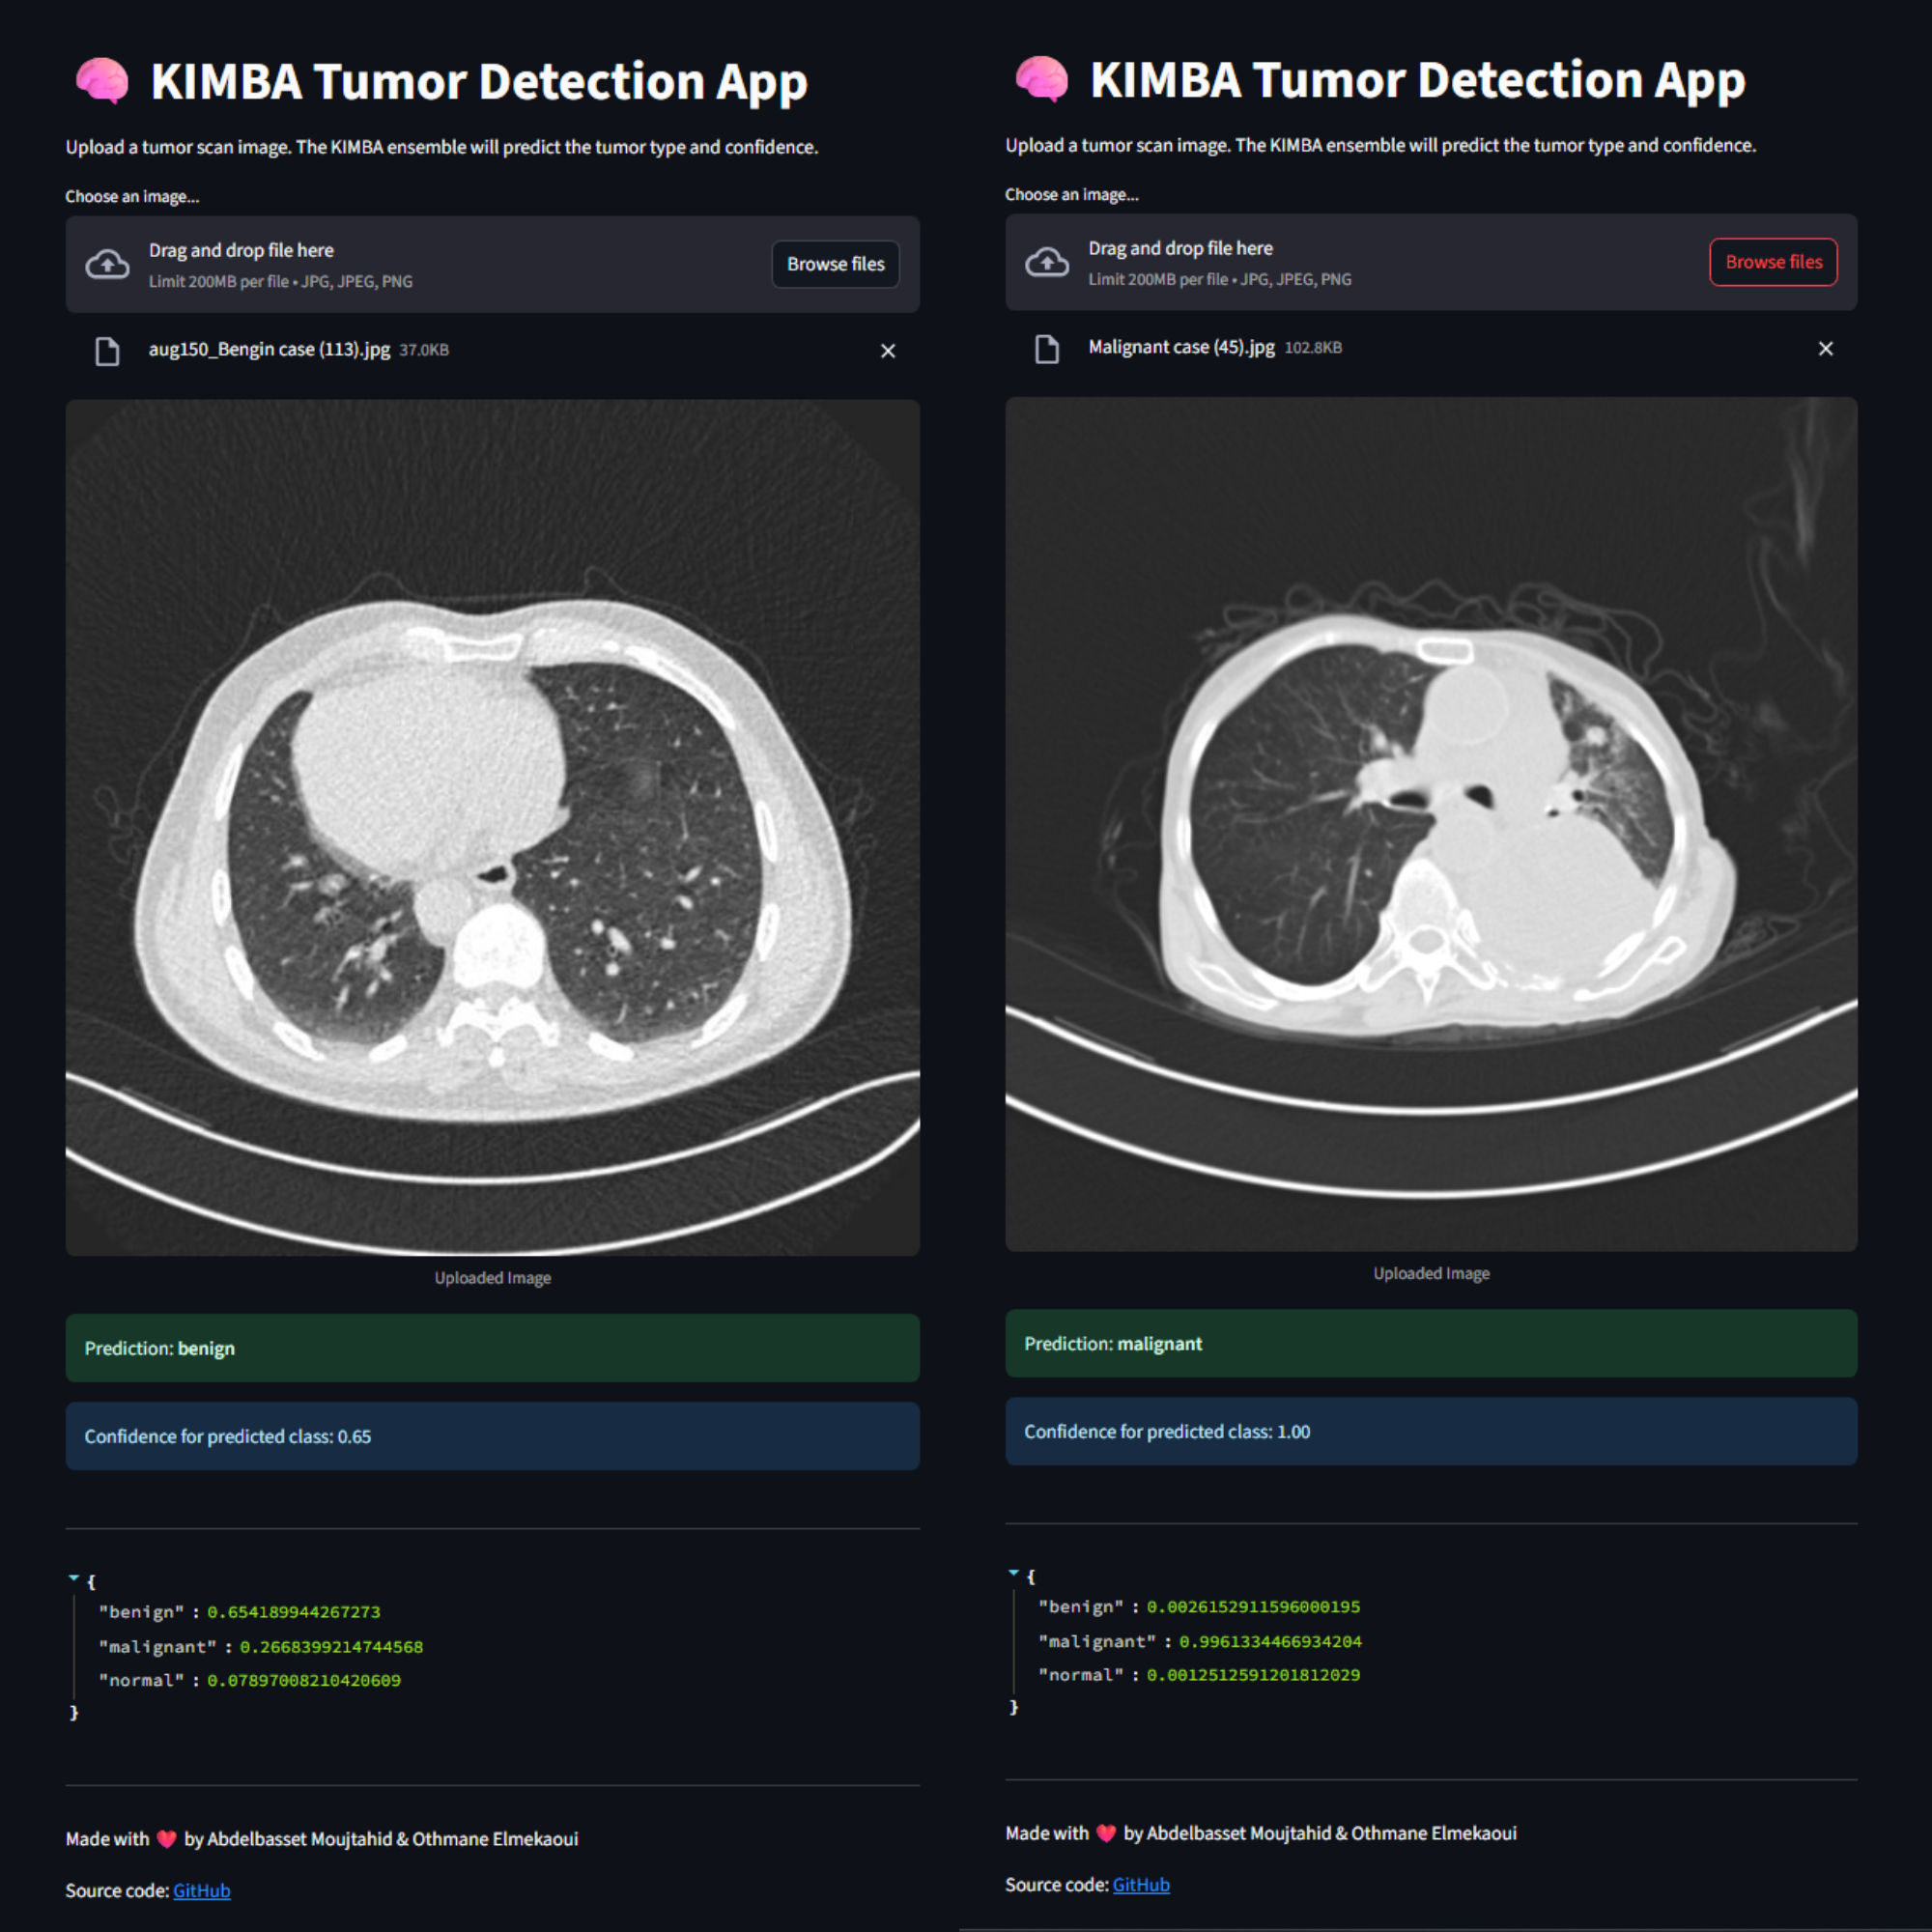 🧠 KIMBA Tumor Detection App
Upload a tumor scan image. The KIMBA ensemble will predict the tumor type and confidence.
Choose an image...
Drag and drop file here
Limit 200MB per file • JPG, JPEG, PNG
Browse files
aug150_Bengin case (113).jpg 37.0KB
Uploaded Image
Prediction: benign
Confidence for predicted class: 0.65
{
"benign" : 0.654189944267273
"malignant" : 0.2668399214744568
"normal" : 0.07897008210420609
}
Made with ❤️ by Abdelbasset Moujtahid & Othmane Elmekaoui
Source code: GitHub
🧠 KIMBA Tumor Detection App
Upload a tumor scan image. The KIMBA ensemble will predict the tumor type and confidence.
Choose an image...
Drag and drop file here
Limit 200MB per file • JPG, JPEG, PNG
Browse files
Malignant case (45).jpg 102.8KB
Uploaded Image
Prediction: malignant
Confidence for predicted class: 1.00
{
"benign" : 0.0026152911596000195
"malignant" : 0.9961334466934204
"normal" : 0.0012512591201812029
}
Made with ❤️ by Abdelbasset Moujtahid & Othmane Elmekaoui
Source code: GitHub